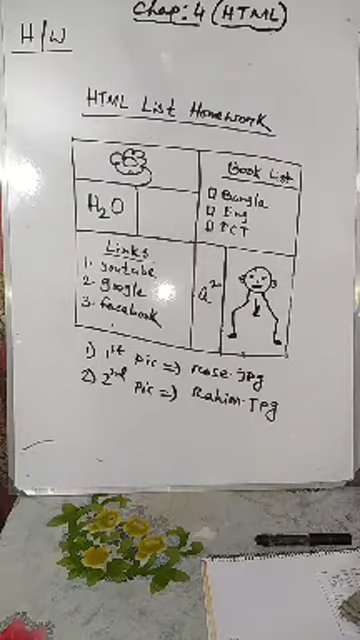 Chap: 4 (HTML)
H/W
HTML List Homework
Book List
□ Bangla
□ Eng
□ ICT
H₂O
Links
1. youtube
2. google
3. facebook
a²
1) 1st pic => rose.jpg
2) 2nd pic => Rahim.Jpg